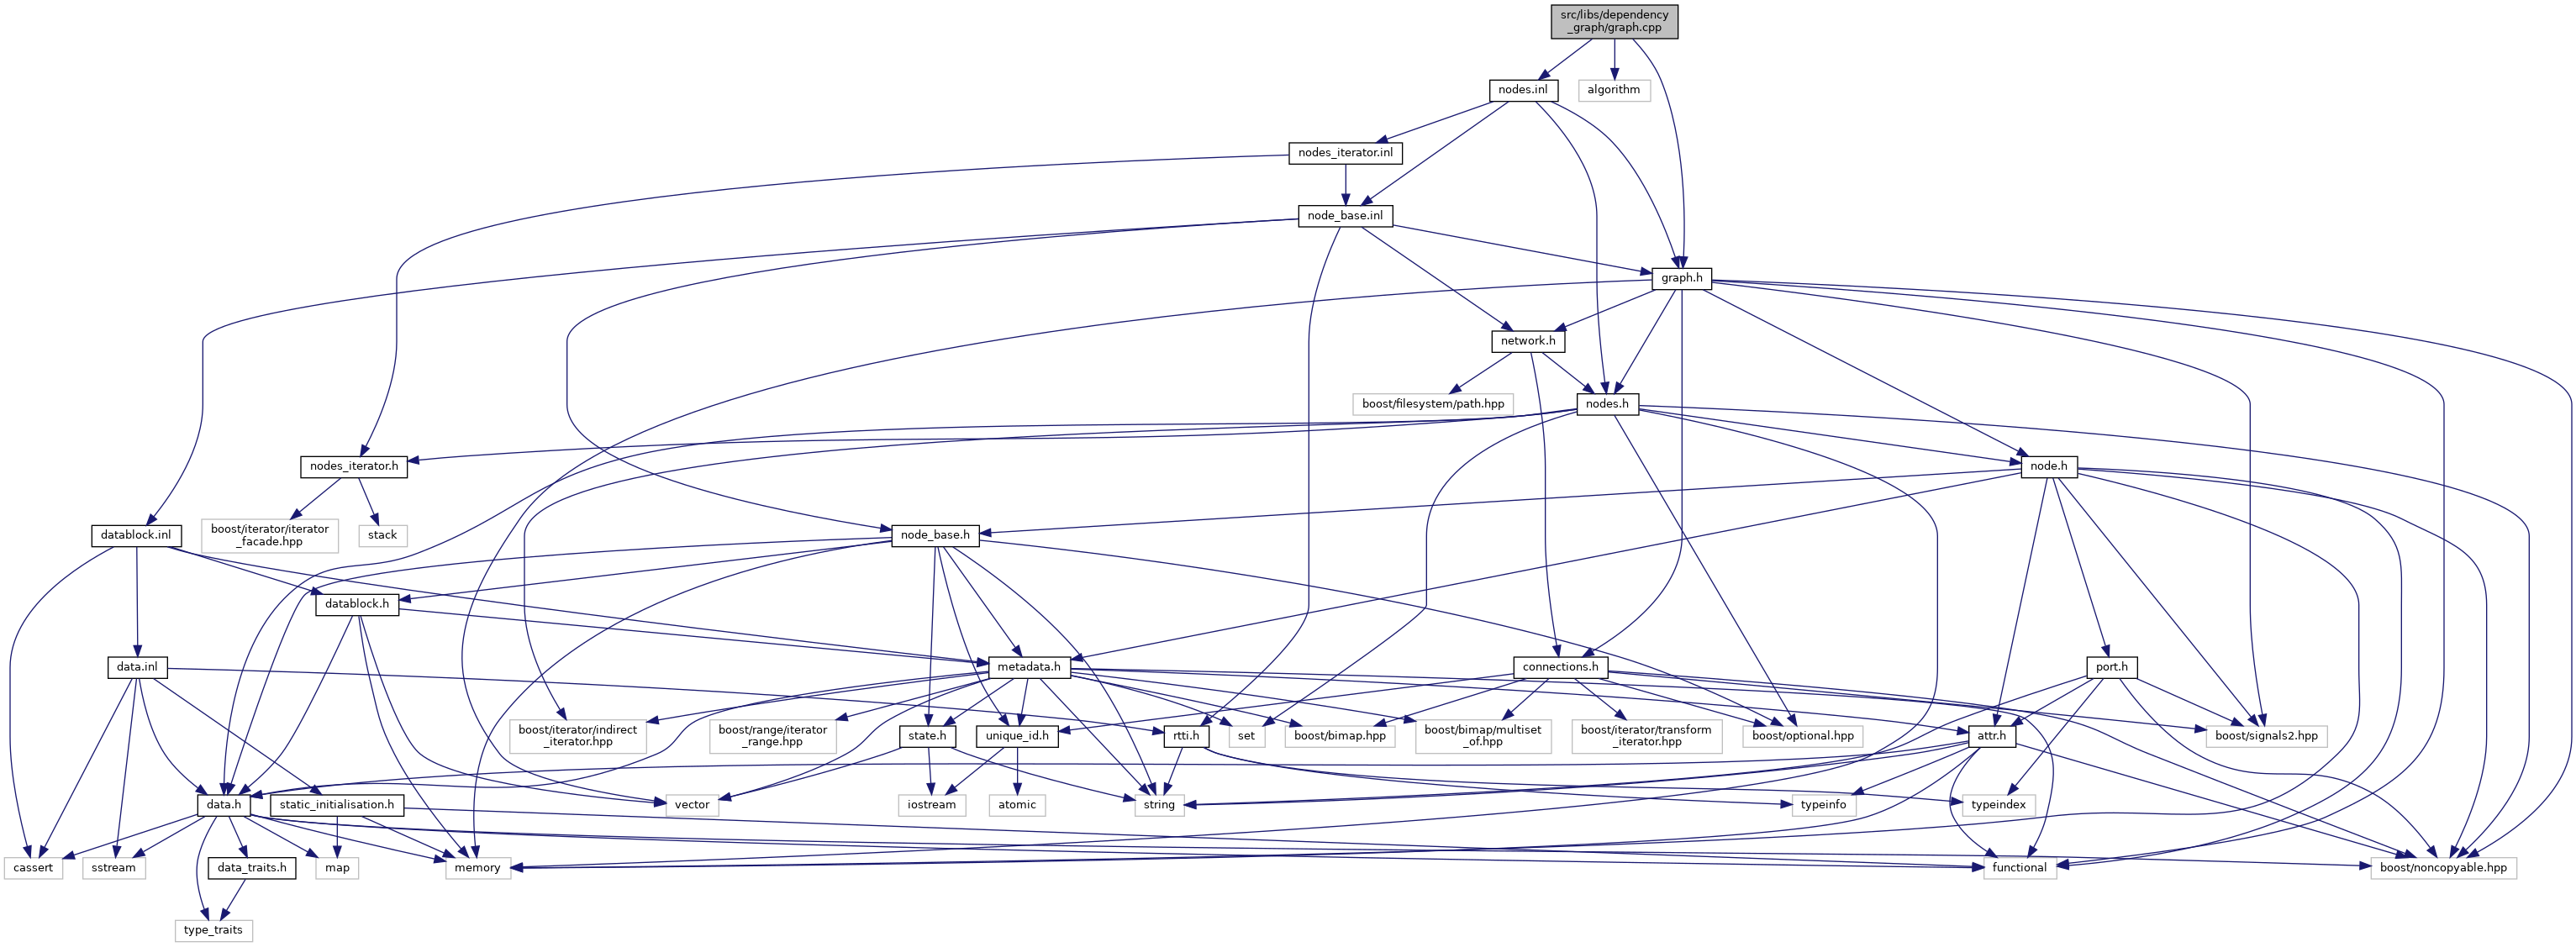 src/libs/dependency
_graph/graph.cpp
nodes.inl
algorithm
nodes_iterator.inl
node_base.inl
graph.h
network.h
boost/filesystem/path.hpp
nodes.h
nodes_iterator.h
node.h
datablock.inl
boost/iterator/iterator
_facade.hpp
stack
node_base.h
datablock.h
data.inl
metadata.h
connections.h
port.h
boost/iterator/indirect
_iterator.hpp
boost/range/iterator
_range.hpp
state.h
unique_id.h
rtti.h
set
boost/bimap.hpp
boost/bimap/multiset
_of.hpp
boost/iterator/transform
_iterator.hpp
boost/optional.hpp
attr.h
boost/signals2.hpp
data.h
static_initialisation.h
vector
iostream
atomic
string
typeinfo
typeindex
cassert
sstream
data_traits.h
map
memory
functional
boost/noncopyable.hpp
type_traits